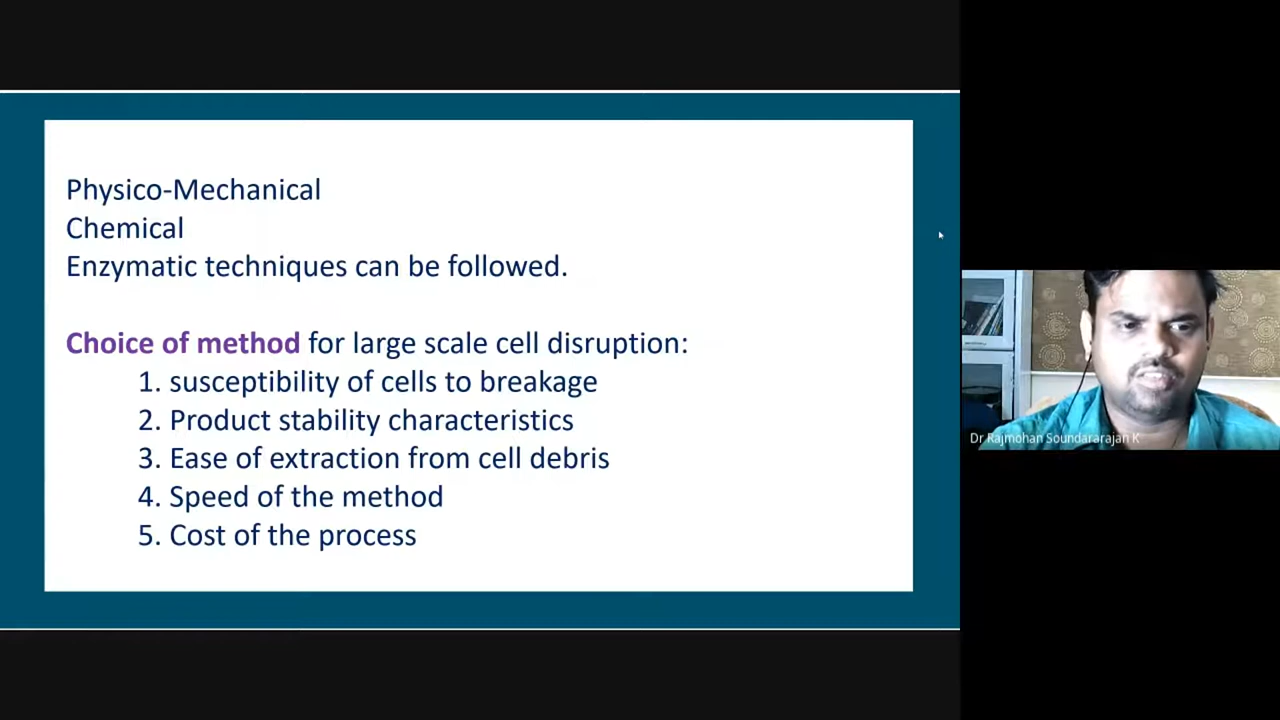 Physico-Mechanical
Chemical
Enzymatic techniques can be followed.
Choice of method for large scale cell disruption:
1. susceptibility of cells to breakage
2. Product stability characteristics
3. Ease of extraction from cell debris
4. Speed of the method
5. Cost of the process
Dr Rajmohan Soundararajan K